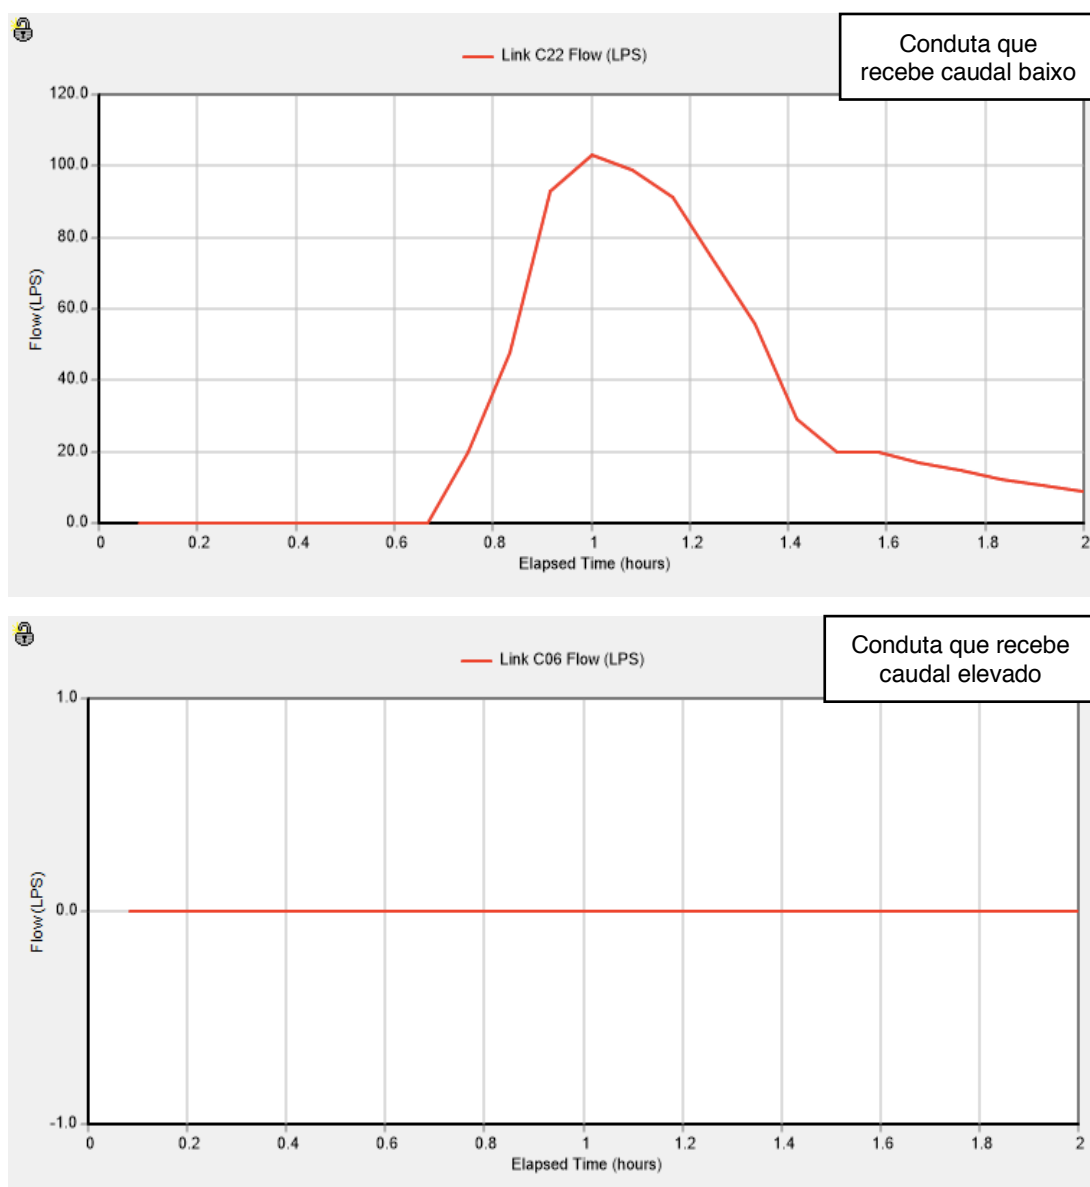 Conduta que
recebe caudal baixo
Link C22 Flow (LPS)
120.0
100.0
80.0
60.0
40.0
20.0
0.0
Flow (LPS)
0 0.2 0.4 0.6 0.8 1 1.2 1.4 1.6 1.8 2
Elapsed Time (hours)
Conduta que recebe
caudal elevado
Link C06 Flow (LPS)
1.0
0.0
-1.0
Flow (LPS)
0 0.2 0.4 0.6 0.8 1 1.2 1.4 1.6 1.8 2
Elapsed Time (hours)